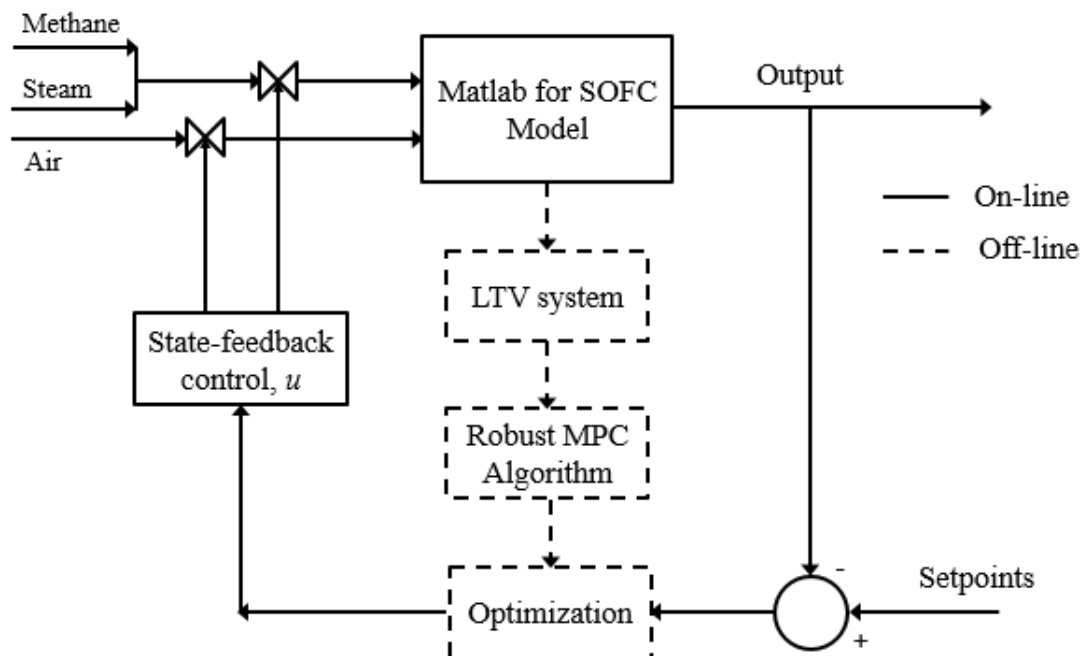 Methane
Steam
Air
Matlab for SOFC
Model
Output
On-line
Off-line
LTV system
State-feedback
control, u
Robust MPC
Algorithm
Optimization
-
+
Setpoints